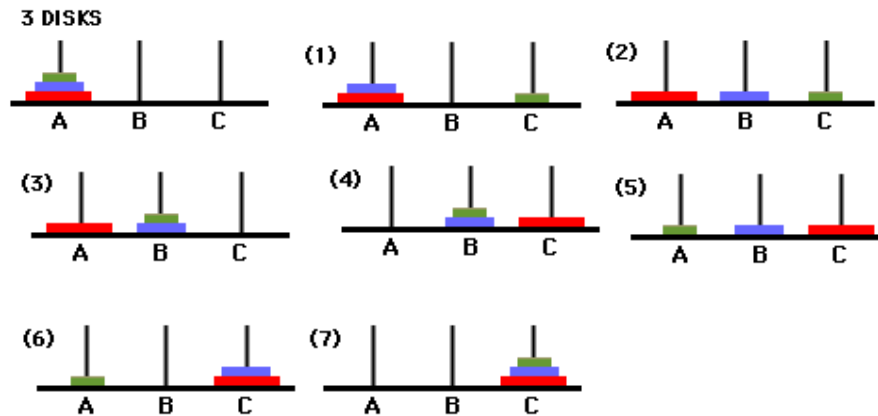 3 DISKS
A B C
(1)
A B C
(2)
A B C
(3)
A B C
(4)
A B C
(5)
A B C
(6)
A B C
(7)
A B C